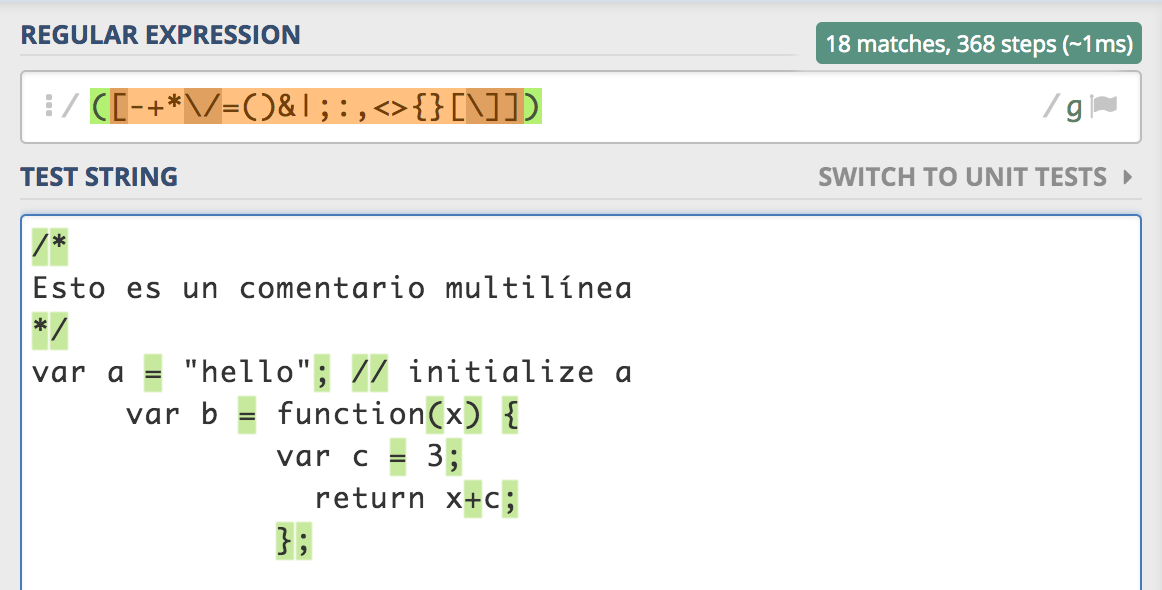 REGULAR EXPRESSION
18 matches, 368 steps (~1ms)
/ ([-+*\/=()&|;:,<>{}[\]]) / g
TEST STRING
SWITCH TO UNIT TESTS
/*
Esto es un comentario multilínea
*/
var a = "hello"; // initialize a
     var b = function(x) {
             var c = 3;
               return x+c;
             };